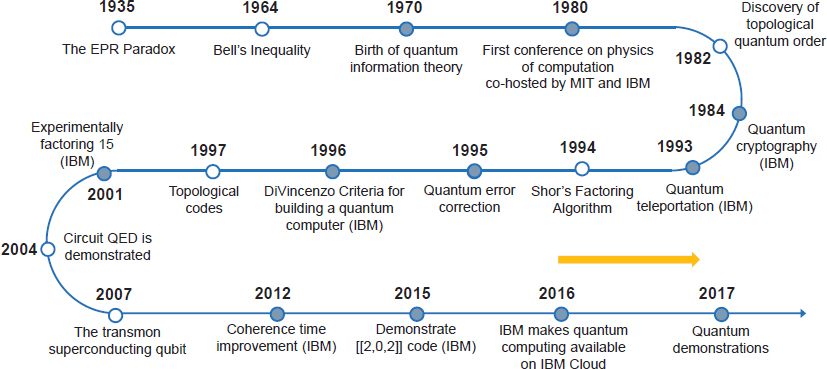 1935
The EPR Paradox
1964
Bell's Inequality
1970
Birth of quantum
information theory
1980
First conference on physics
of computation
co-hosted by MIT and IBM
Discovery of
topological
quantum order
1982
1984
Quantum
cryptography
(IBM)
1993
Quantum
teleportation (IBM)
1994
Shor's Factoring
Algorithm
1995
Quantum error
correction
1996
DiVincenzo Criteria for
building a quantum
computer (IBM)
1997
Topological
codes
Experimentally
factoring 15
(IBM)
2001
2004
Circuit QED is
demonstrated
2007
The transmon
superconducting qubit
2012
Coherence time
improvement (IBM)
2015
Demonstrate
[[2,0,2]] code (IBM)
2016
IBM makes quantum
computing available
on IBM Cloud
2017
Quantum
demonstrations